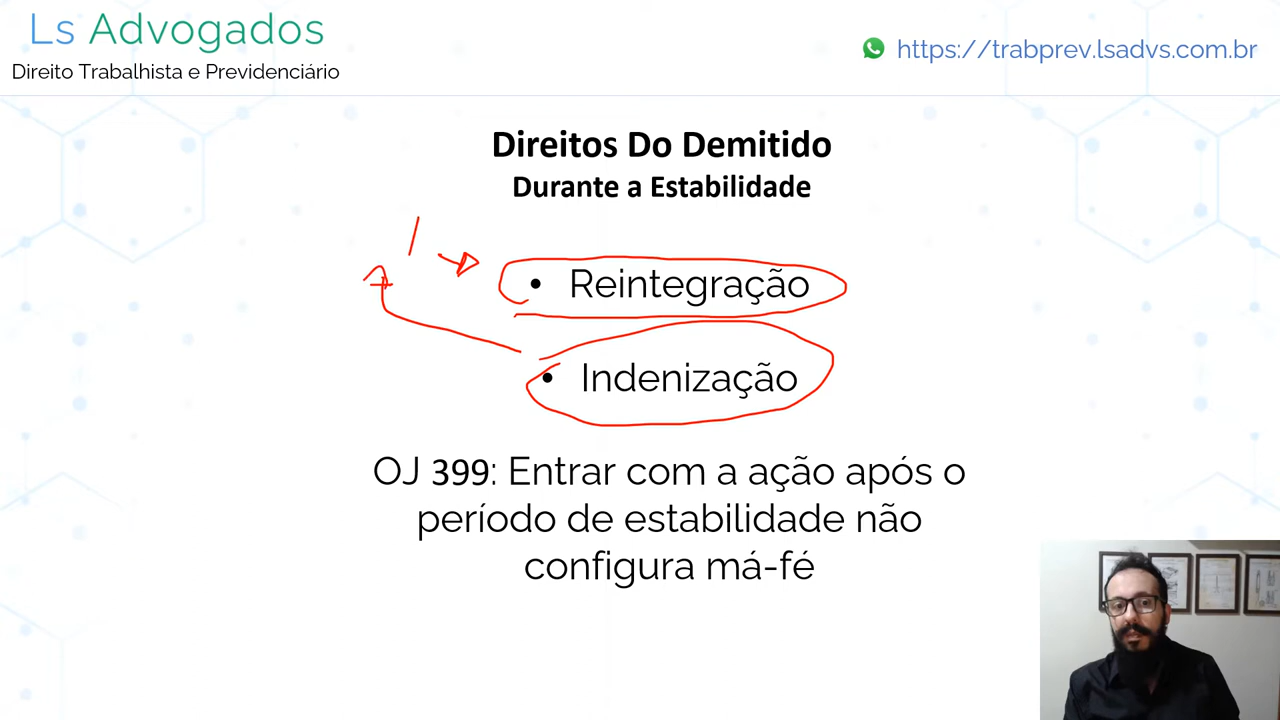 Ls Advogados
Direito Trabalhista e Previdenciário
https://trabprev.lsadvs.com.br
Direitos Do Demitido
Durante a Estabilidade
• Reintegração
• Indenização
OJ 399: Entrar com a ação após o
período de estabilidade não
configura má-fé